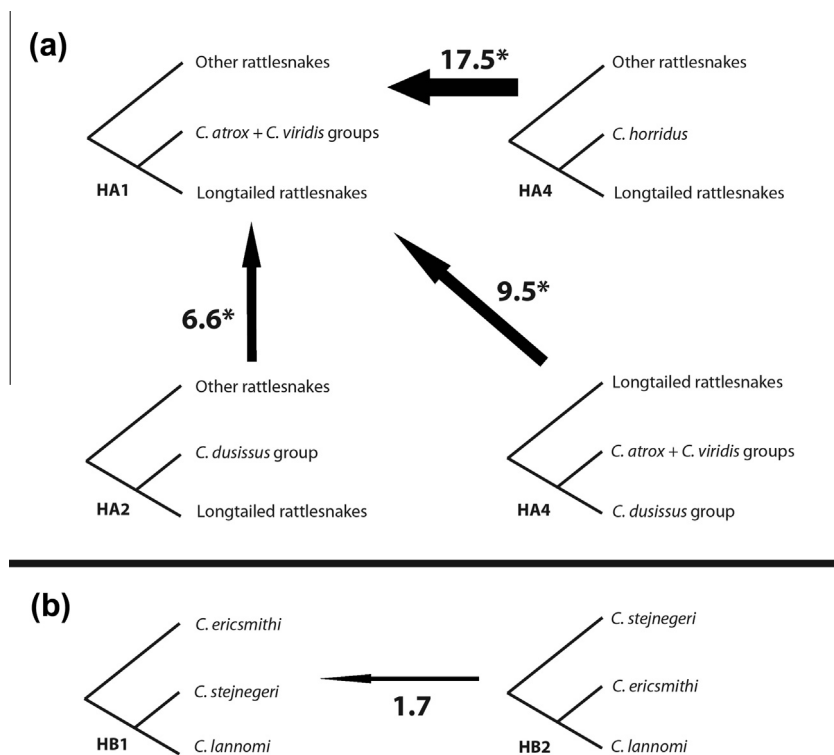 (a)
Other rattlesnakes
C. atrox + C. viridis groups
HA1
Longtailed rattlesnakes
17.5*
Other rattlesnakes
C. horridus
HA4
Longtailed rattlesnakes
6.6*
9.5*
Other rattlesnakes
C. dusissus group
HA2
Longtailed rattlesnakes
Longtailed rattlesnakes
C. atrox + C. viridis groups
HA4
C. dusissus group
(b)
C. ericsmithi
C. stejnegeri
HB1
C. lannomi
1.7
C. stejnegeri
C. ericsmithi
HB2
C. lannomi